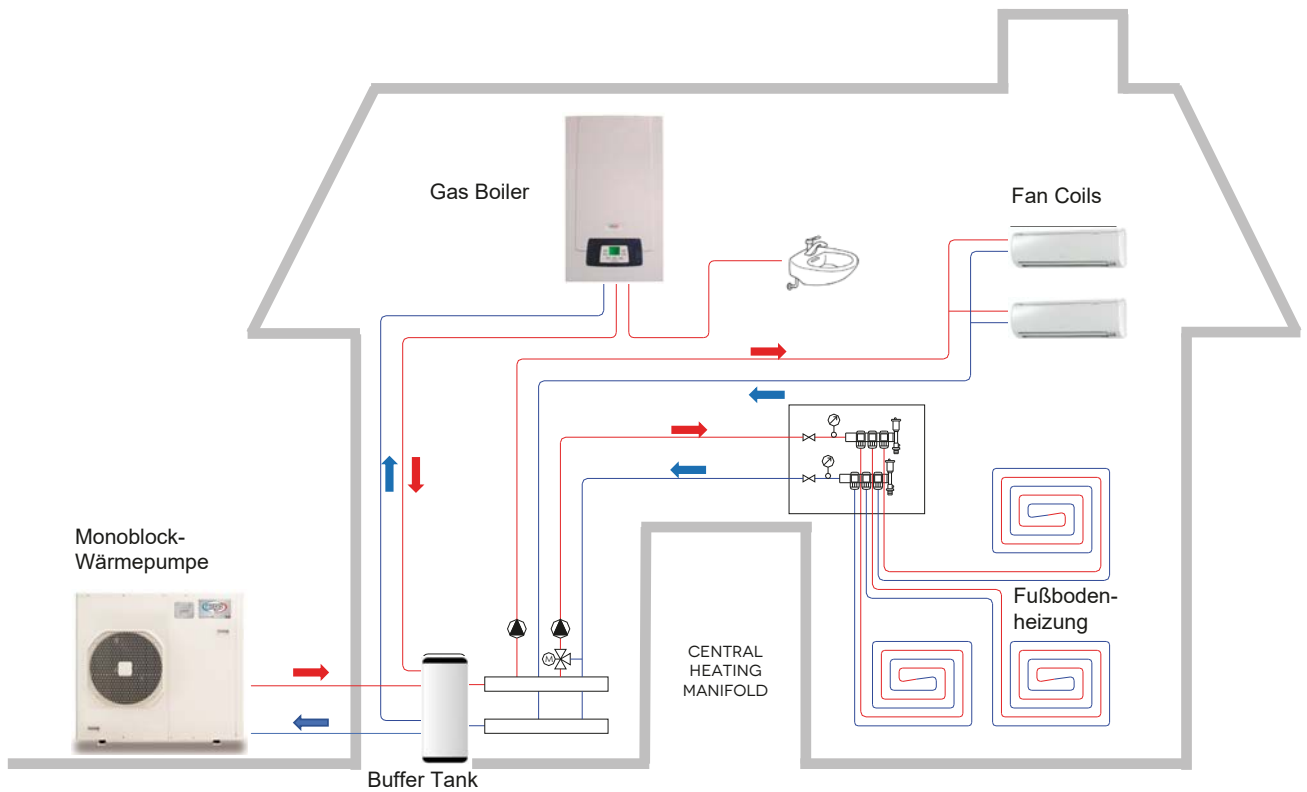 Gas Boiler
Fan Coils
Monoblock-
Wärmepumpe
Fußboden-
heizung
CENTRAL
HEATING
MANIFOLD
M
Buffer Tank